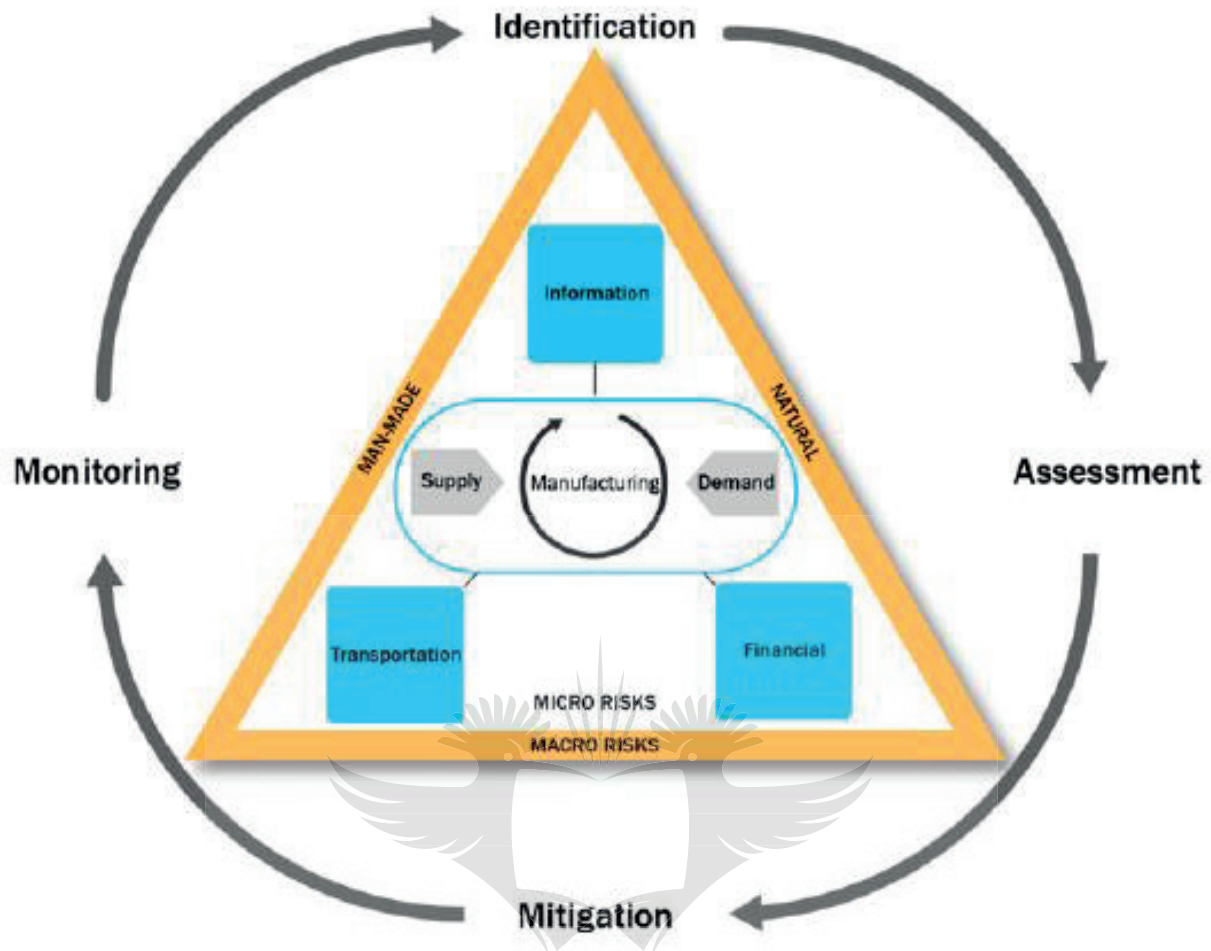 Identification
Information
MAN-MADE
NATURAL
Monitoring
Supply
Manufacturing
Demand
Assessment
Transportation
Financial
MICRO RISKS
MACRO RISKS
Mitigation